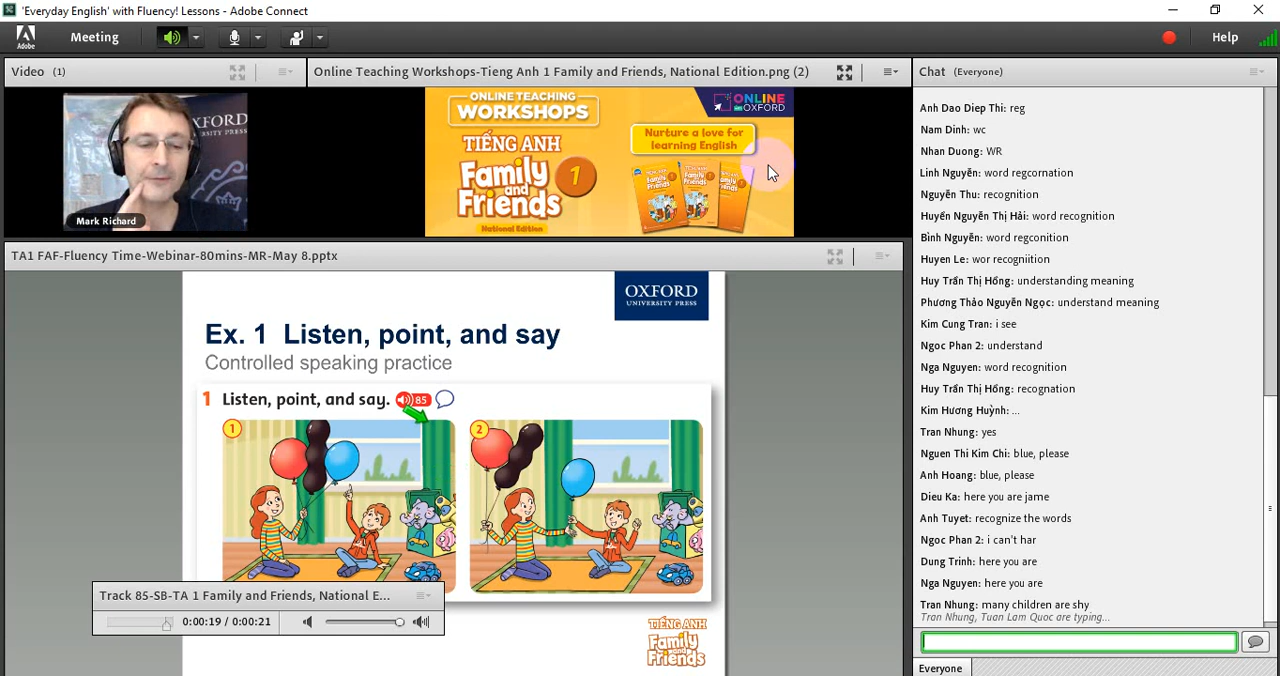 'Everyday English' with Fluency! Lessons - Adobe Connect
Adobe
Meeting
Help
Video (1)
Mark Richard
Online Teaching Workshops-Tieng Anh 1 Family and Friends, National Edition.png (2)
ONLINE TEACHING
WORKSHOPS
TIẾNG ANH
Family
and
Friends
1
National Edition
ONLINE
OXFORD
Nurture a love for
learning English
TA1 FAF-Fluency Time-Webinar-80mins-MR-May 8.pptx
OXFORD
UNIVERSITY PRESS
Ex. 1 Listen, point, and say
Controlled speaking practice
1 Listen, point, and say. 85
1
2
Track 85-SB-TA 1 Family and Friends, National E...
0:00:19 / 0:00:21
TIẾNG ANH
Family
and
Friends
Chat (Everyone)
Anh Dao Diep Thi: reg
Nam Dinh: wc
Nhan Duong: WR
Linh Nguyễn: word regcornation
Nguyễn Thu: recognition
Huyền Nguyễn Thị Hải: word recognition
Bình Nguyễn: word regconition
Huyen Le: wor recogniition
Huy Trần Thị Hồng: understanding meaning
Phương Thảo Nguyễn Ngọc: understand meaning
Kim Cung Tran: i see
Ngoc Phan 2: understand
Nga Nguyen: word recognition
Huy Trần Thị Hồng: recognation
Kim Hương Huỳnh: ...
Tran Nhung: yes
Nguen Thi Kim Chi: blue, please
Anh Hoang: blue, please
Dieu Ka: here you are jame
Anh Tuyet: recognize the words
Ngoc Phan 2: i can't har
Dung Trinh: here you are
Nga Nguyen: here you are
Tran Nhung: many children are shy
Tran Nhung, Tuan Lam Quoc are typing...
Everyone